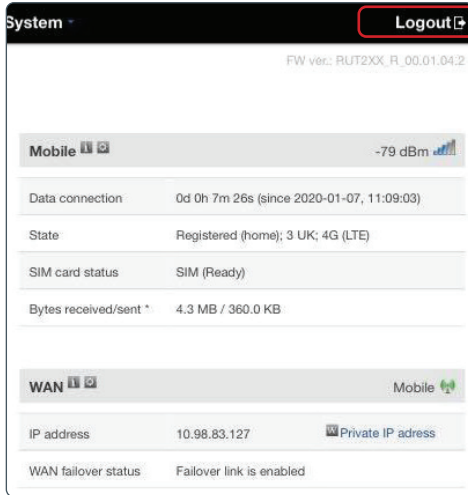 System
Logout
FW ver.: RUT2XX_R_00.01.04.2
Mobile -79 dBm
Data connection 0d 0h 7m 26s (since 2020-01-07, 11:09:03)
State Registered (home); 3 UK; 4G (LTE)
SIM card status SIM (Ready)
Bytes received/sent * 4.3 MB / 360.0 KB
WAN Mobile
IP address 10.98.83.127 Private IP adress
WAN failover status Failover link is enabled